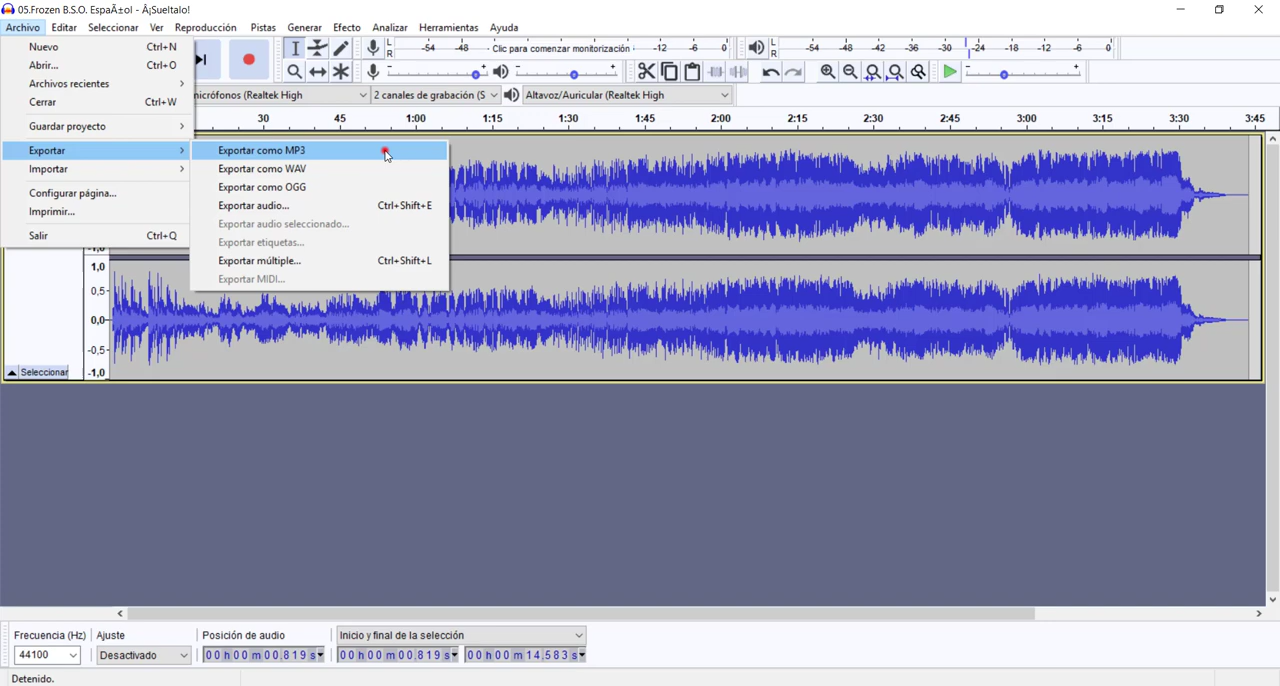 05.Frozen B.S.O. EspaÃ±ol - Â¡Sueltalo!
Archivo Editar Seleccionar Ver Reproducción Pistas Generar Efecto Analizar Herramientas Ayuda
Nuevo Ctrl+N
Abrir... Ctrl+O
Archivos recientes
Cerrar Ctrl+W
Guardar proyecto
Exportar
Importar
Configurar página...
Imprimir...
Salir Ctrl+Q
Exportar como MP3
Exportar como WAV
Exportar como OGG
Exportar audio... Ctrl+Shift+E
Exportar audio seleccionado...
Exportar etiquetas...
Exportar múltiple... Ctrl+Shift+L
Exportar MIDI...
L R -54 -48 - Clic para comenzar monitorización -12 -6 0
L R -54 -48 -42 -36 -30 -24 -18 -12 -6 0
- + - +
- +
micrófonos (Realtek High 2 canales de grabación (S Altavoz/Auricular (Realtek High
30 45 1:00 1:15 1:30 1:45 2:00 2:15 2:30 2:45 3:00 3:15 3:30 3:45
-1,0
1,0
0,5
0,0
-0,5
-1,0
Seleccionar
Frecuencia (Hz) Ajuste Posición de audio Inicio y final de la selección
44100 Desactivado 00 h 00 m 00.819 s 00 h 00 m 00.819 s 00 h 00 m 14.583 s
Detenido.